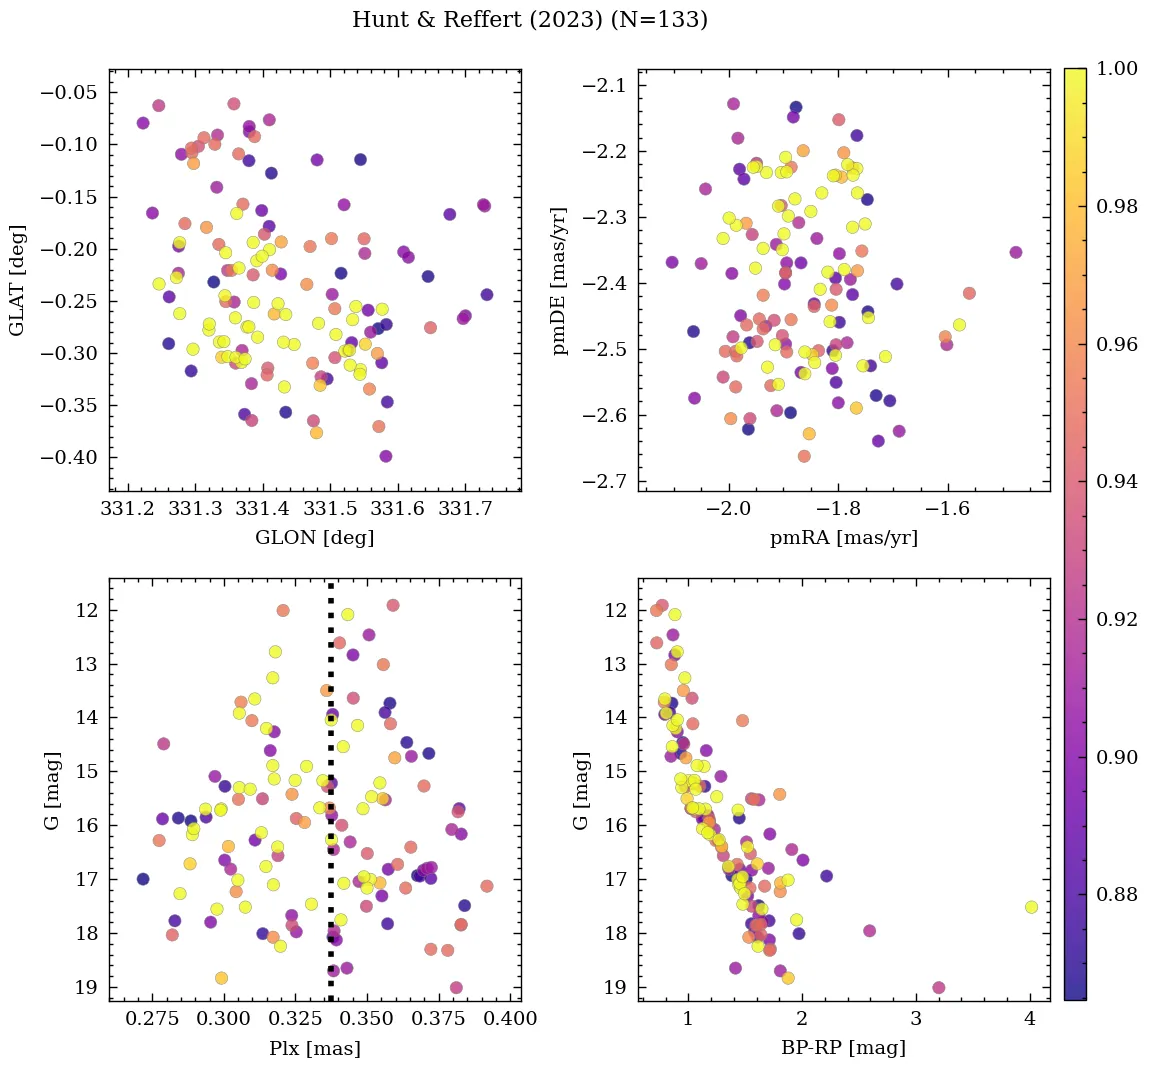 Hunt & Reffert (2023) (N=133)
−0.05
−0.10
−0.15
−0.20
−0.25
−0.30
−0.35
−0.40
GLAT [deg]
331.2 331.3 331.4 331.5 331.6 331.7
GLON [deg]
−2.1
−2.2
−2.3
−2.4
−2.5
−2.6
−2.7
pmDE [mas/yr]
−2.0 −1.8 −1.6
pmRA [mas/yr]
12
13
14
15
16
17
18
19
G [mag]
0.275 0.300 0.325 0.350 0.375 0.400
Plx [mas]
12
13
14
15
16
17
18
19
G [mag]
1 2 3 4
BP-RP [mag]
1.00
0.98
0.96
0.94
0.92
0.90
0.88